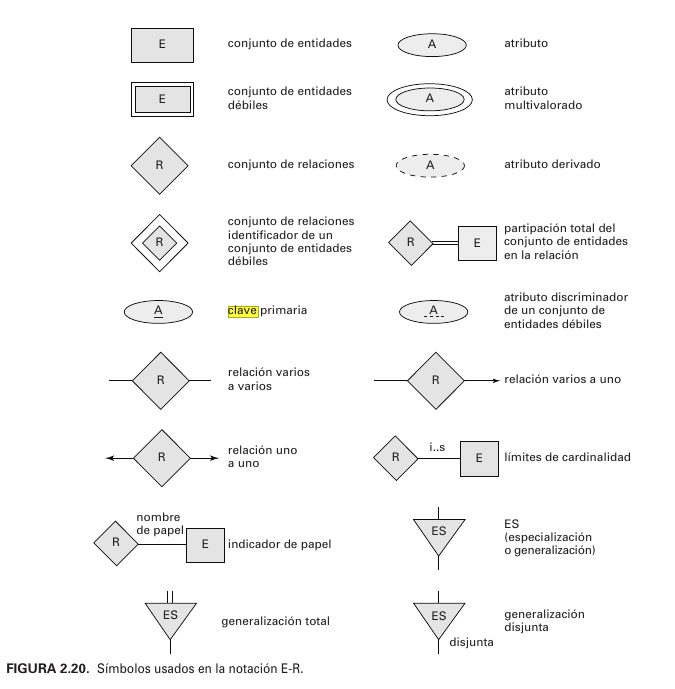 E
conjunto de entidades
A
atributo
E
conjunto de entidades
débiles
A
atributo
multivalorado
R
conjunto de relaciones
A
atributo derivado
R
conjunto de relaciones
identificador de un
conjunto de entidades
débiles
R
E
partipación total del
conjunto de entidades
en la relación
A
clave primaria
A
atributo discriminador
de un conjunto de
entidades débiles
R
relación varios
a varios
R
relación varios a uno
R
relación uno
a uno
R
i..s
E
límites de cardinalidad
R
nombre
de papel
E
indicador de papel
ES
ES
(especialización
o generalización)
ES
generalización total
ES
disjunta
generalización
disjunta
FIGURA 2.20. Símbolos usados en la notación E-R.